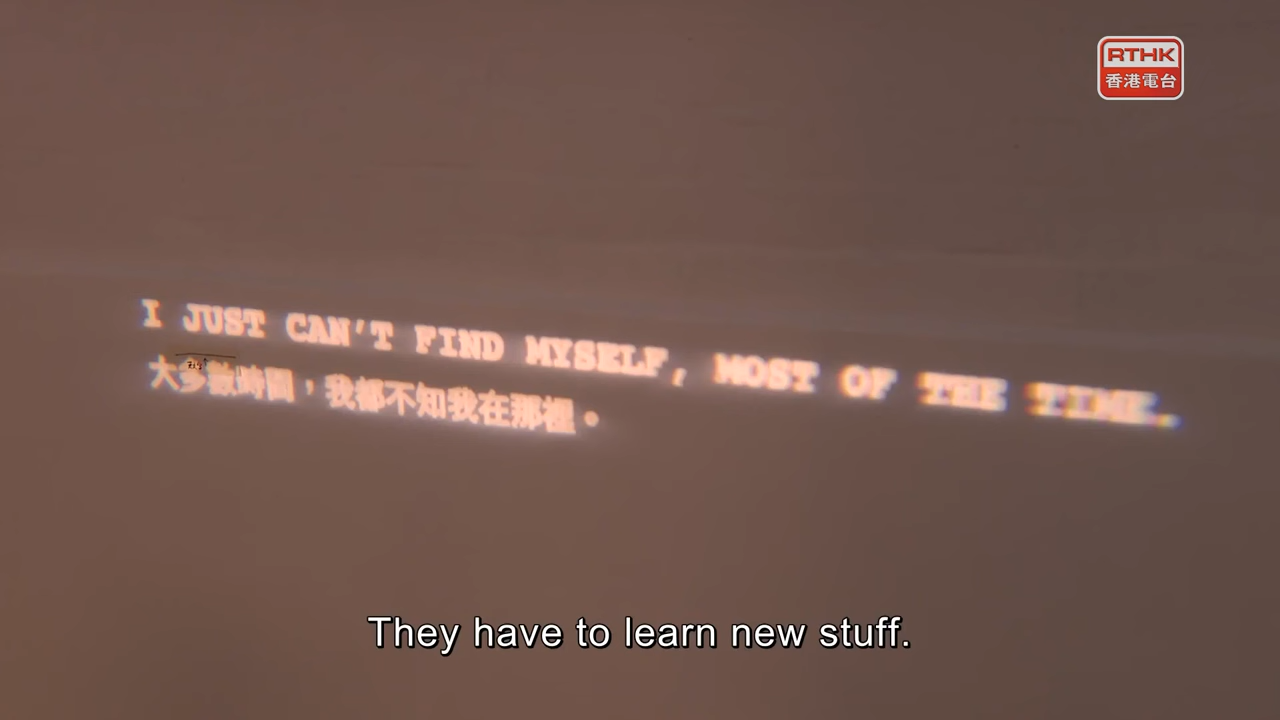 RTHK
香港電台
I JUST CAN'T FIND MYSELF, MOST OF THE TIME…
大多數時間，我都不知我在那裡。
They have to learn new stuff.